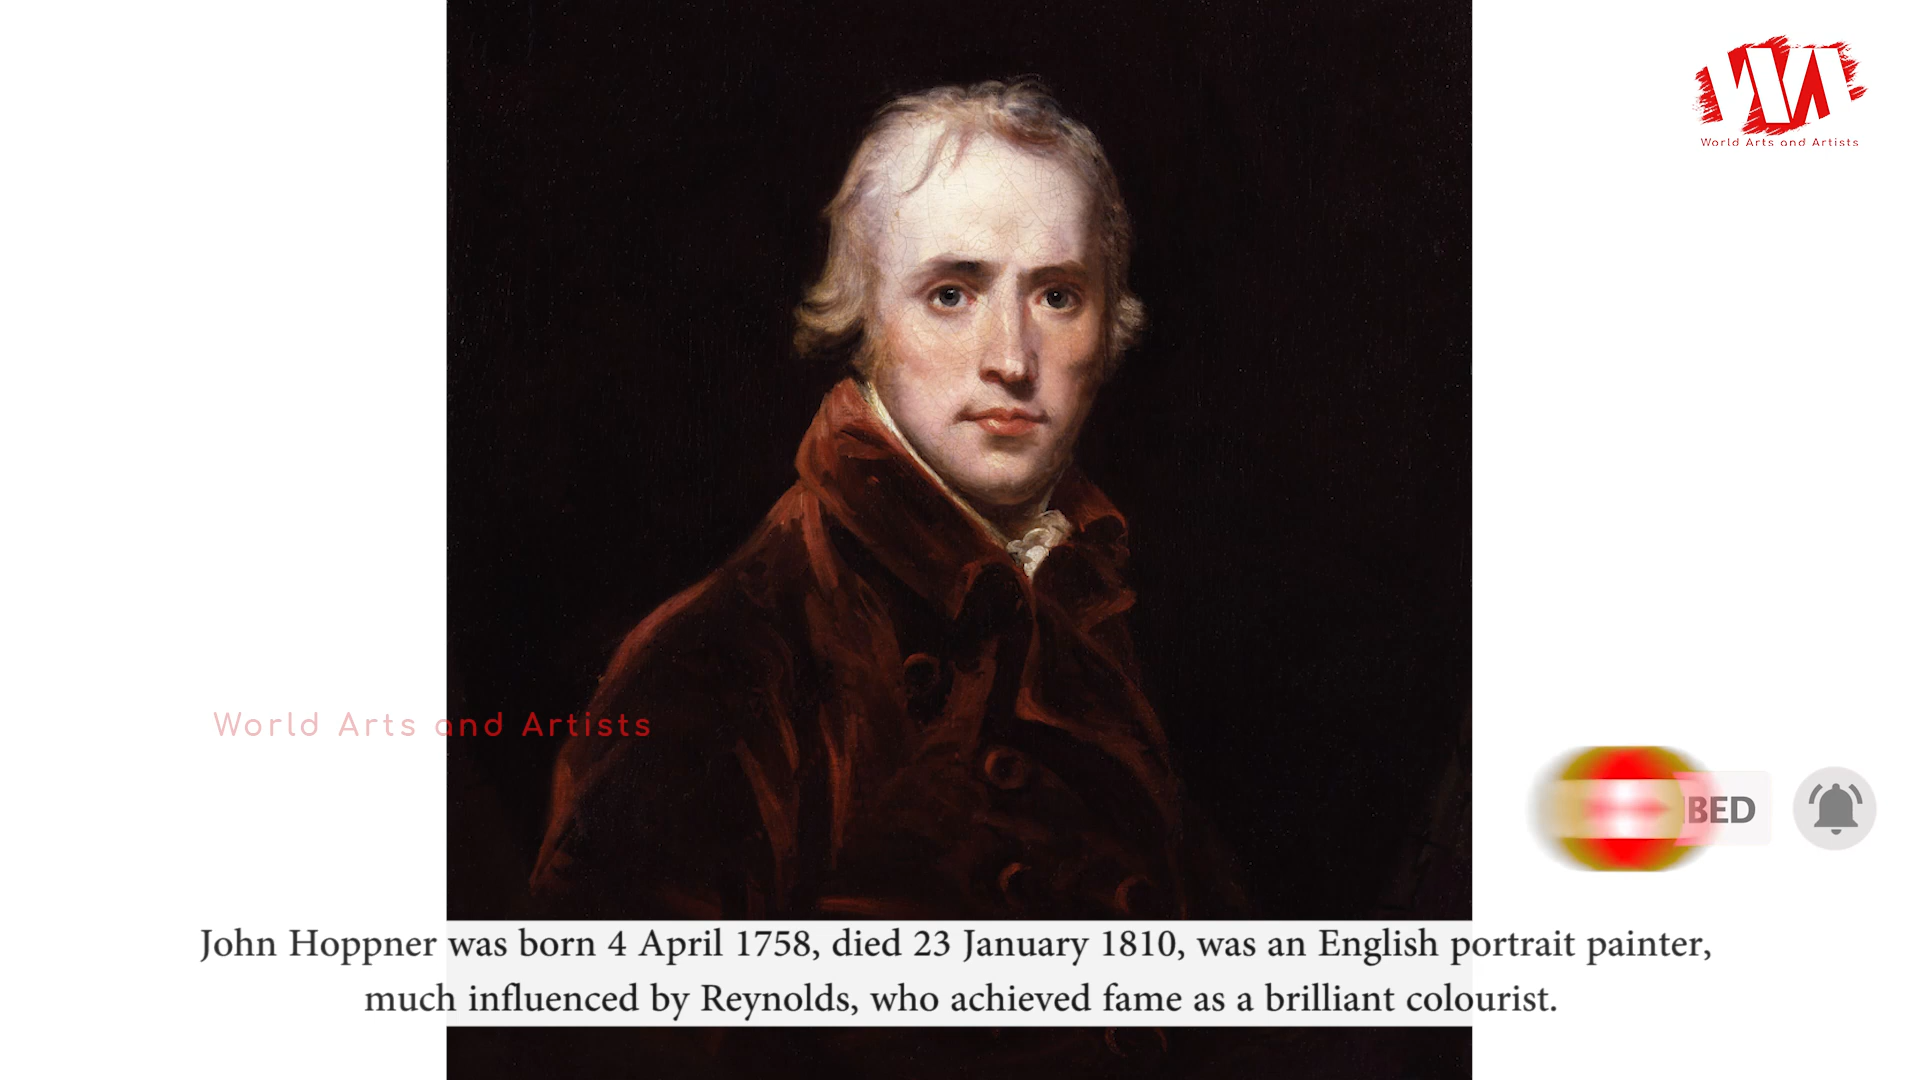 World Arts and Artists
World Arts and Artists
BED
John Hoppner was born 4 April 1758, died 23 January 1810, was an English portrait painter,
much influenced by Reynolds, who achieved fame as a brilliant colourist.